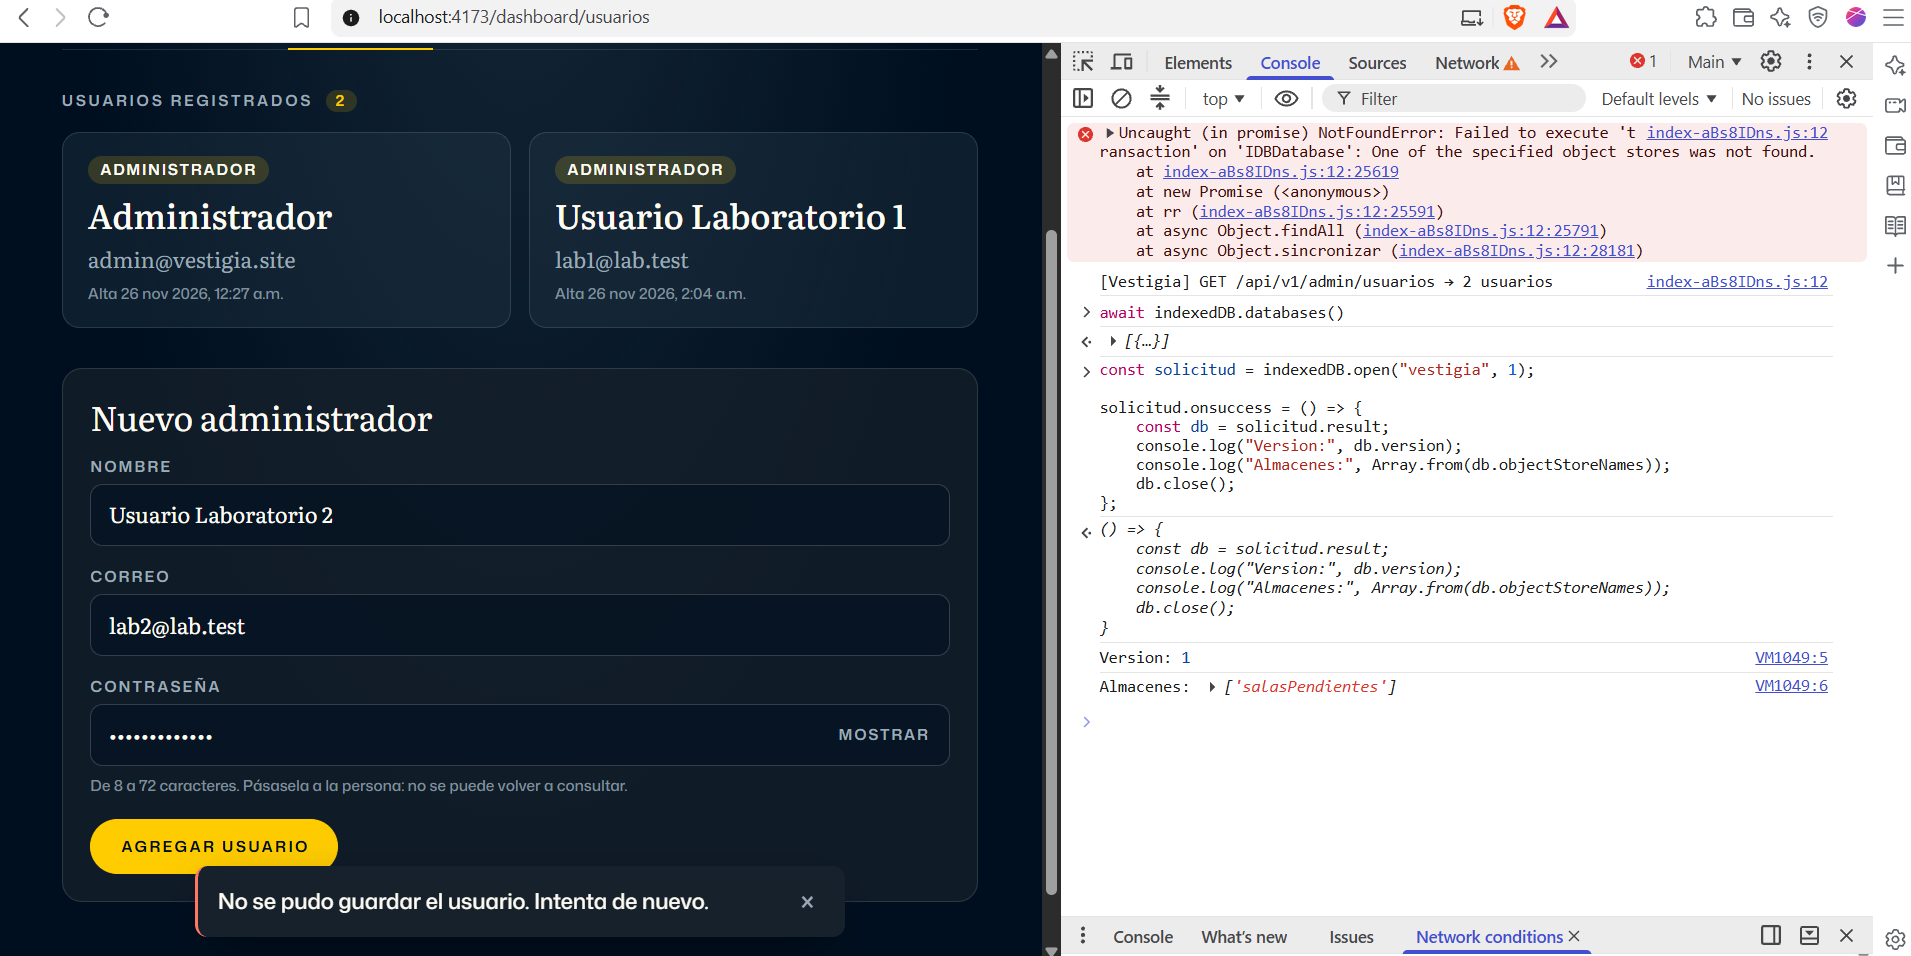 localhost:4173/dashboard/usuarios
USUARIOS REGISTRADOS 2
ADMINISTRADOR
Administrador
admin@vestigia.site
Alta 26 nov 2026, 12:27 a.m.
ADMINISTRADOR
Usuario Laboratorio 1
lab1@lab.test
Alta 26 nov 2026, 2:04 a.m.
Nuevo administrador
NOMBRE
Usuario Laboratorio 2
CORREO
lab2@lab.test
CONTRASEÑA
•••••••••••••
MOSTRAR
De 8 a 72 caracteres. Pásasela a la persona: no se puede volver a consultar.
AGREGAR USUARIO
No se pudo guardar el usuario. Intenta de nuevo. ×
Elements Console Sources Network 1 Main
top Filter Default levels No issues
Uncaught (in promise) NotFoundError: Failed to execute 't index-aBs8IDns.js:12
ransaction' on 'IDBDatabase': One of the specified object stores was not found.
at index-aBs8IDns.js:12:25619
at new Promise (<anonymous>)
at rr (index-aBs8IDns.js:12:25591)
at async Object.findAll (index-aBs8IDns.js:12:25791)
at async Object.sincronizar (index-aBs8IDns.js:12:28181)
[Vestigia] GET /api/v1/admin/usuarios → 2 usuarios index-aBs8IDns.js:12
await indexedDB.databases()
[{…}]
const solicitud = indexedDB.open("vestigia", 1);
solicitud.onsuccess = () => {
const db = solicitud.result;
console.log("Version:", db.version);
console.log("Almacenes:", Array.from(db.objectStoreNames));
db.close();
};
() => {
const db = solicitud.result;
console.log("Version:", db.version);
console.log("Almacenes:", Array.from(db.objectStoreNames));
db.close();
}
Version: 1 VM1049:5
Almacenes: ['salasPendientes'] VM1049:6
Console What's new Issues Network conditions